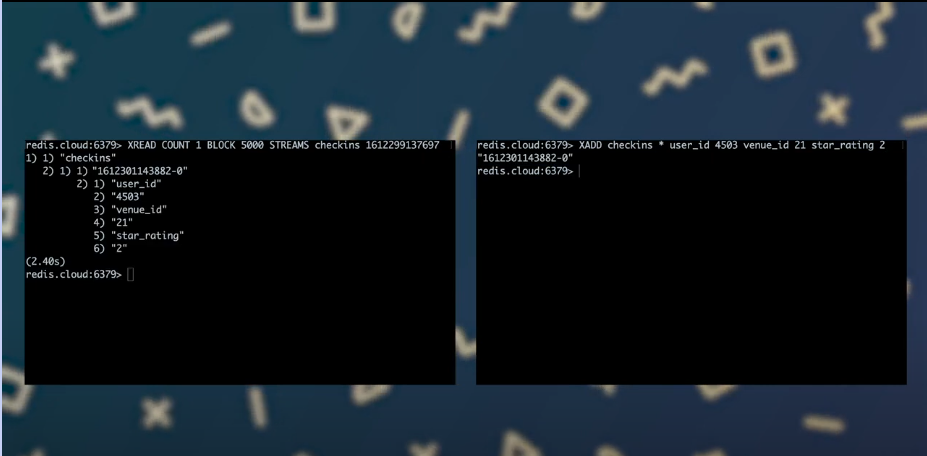 redis.cloud:6379> XREAD COUNT 1 BLOCK 5000 STREAMS checkins 1612299137697
1) 1) "checkins"
2) 1) 1) "1612301143882-0"
2) 1) "user_id"
2) "4503"
3) "venue_id"
4) "21"
5) "star_rating"
6) "2"
(2.40s)
redis.cloud:6379>
redis.cloud:6379> XADD checkins * user_id 4503 venue_id 21 star_rating 2
"1612301143882-0"
redis.cloud:6379>